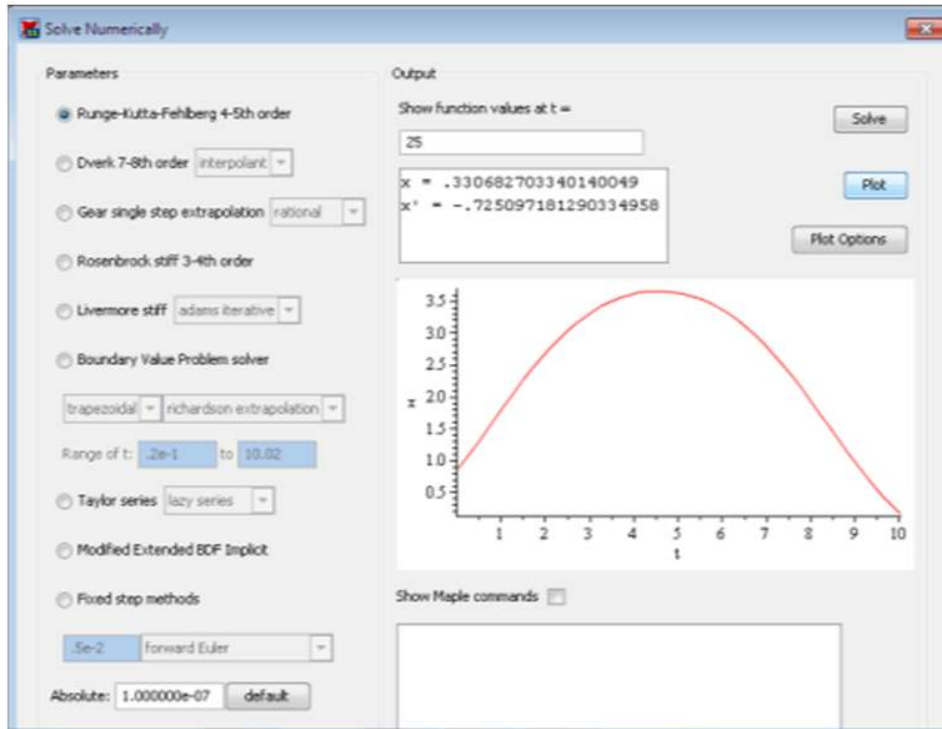 Solve Numerically
Parameters
Runge-Kutta-Fehlberg 4-5th order
Dverk 7-8th order interpolant
Gear single step extrapolation rational
Rosenbrock stiff 3-4th order
Livermore stiff adams iterative
Boundary Value Problem solver
trapezoidal richardson extrapolation
Range of t: .2e-1 to 10.02
Taylor series lazy series
Modified Extended BDF Implicit
Fixed step methods
.5e-2 forward Euler
Absolute: 1.000000e-07 default
Output
Show function values at t =
25
Solve
x = .330682703340140049
x' = -.725097181290334958
Plot
Plot Options
3.5
3.0
2.5
x 2.0
1.5
1.0
0.5
1 2 3 4 5 6 7 8 9 10
t
Show Maple commands